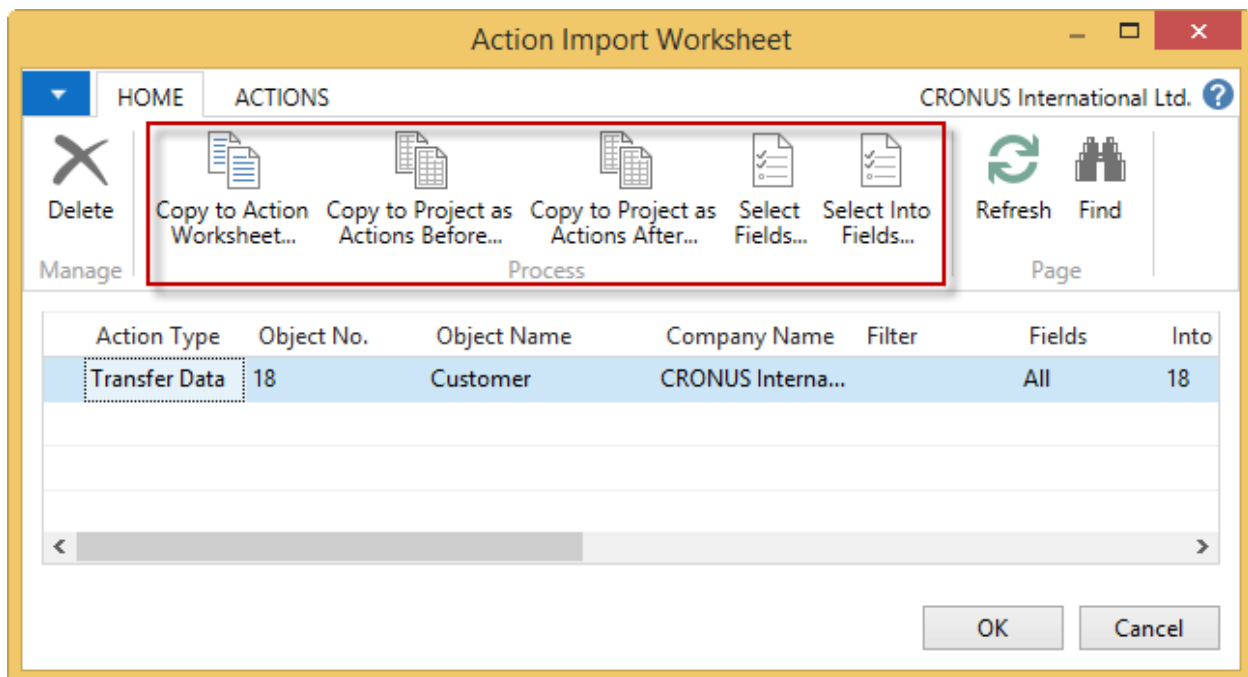 Action Import Worksheet
HOME ACTIONS CRONUS International Ltd.
Delete Copy to Action Copy to Project as Copy to Project as Select Select Into Refresh Find
Worksheet... Actions Before... Actions After... Fields... Fields...
Manage Process Page
Action Type Object No. Object Name Company Name Filter Fields Into
Transfer Data 18 Customer CRONUS Interna... All 18
OK Cancel